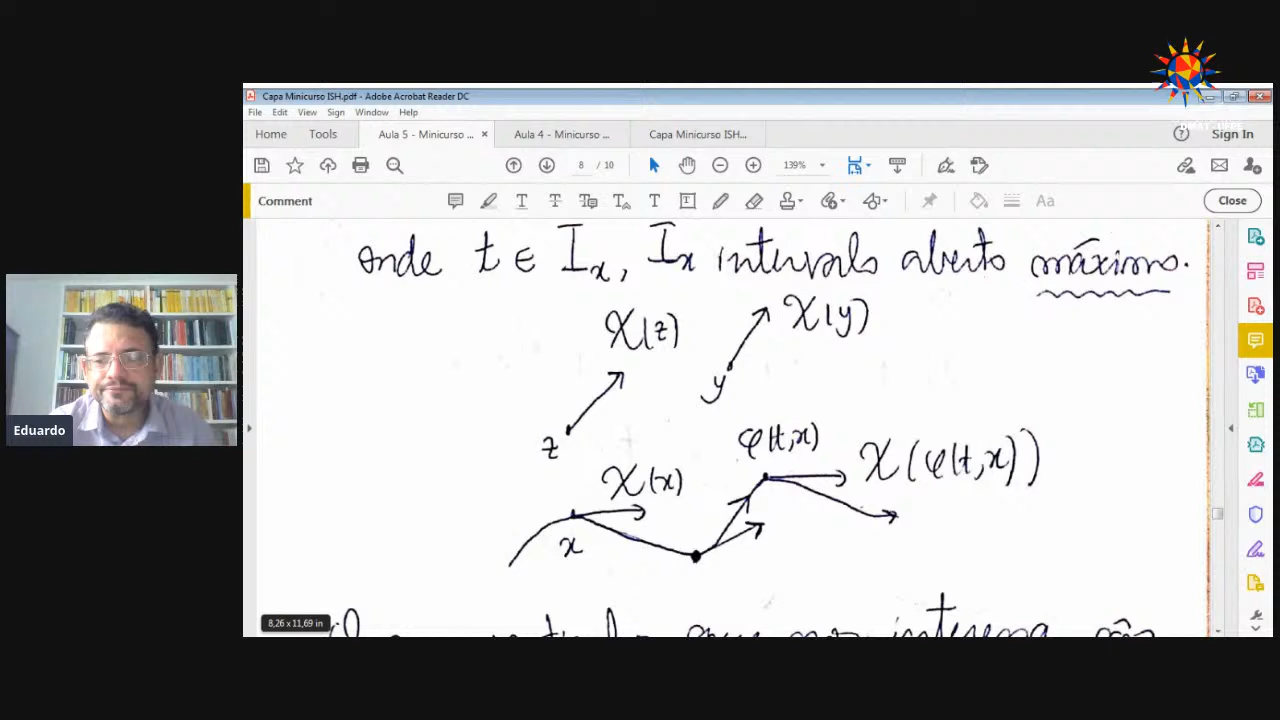 Capa Minicurso ISH.pdf - Adobe Acrobat Reader DC
File Edit View Sign Window Help
Home Tools Aula 5 - Minicurso ... × Aula 4 - Minicurso ... Capa Minicurso ISH... Sign In
8 / 10 139%
Comment Close
onde t ∈ Iₓ, Iₓ intervalo aberto máximo.
X(z) X(y)
y
z φ(t,x) X(φ(t,x))
X(x)
x
Eduardo
8,26 x 11,69 in
interessa são